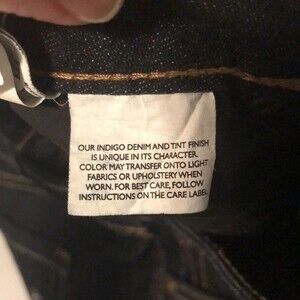 OUR INDIGO DENIM AND TINT FINISH
IS UNIQUE IN ITS CHARACTER.
COLOR MAY TRANSFER ONTO LIGHT
FABRICS OR UPHOLSTERY WHEN
WORN. FOR BEST CARE, FOLLOW
INSTRUCTIONS ON THE CARE LABEL.